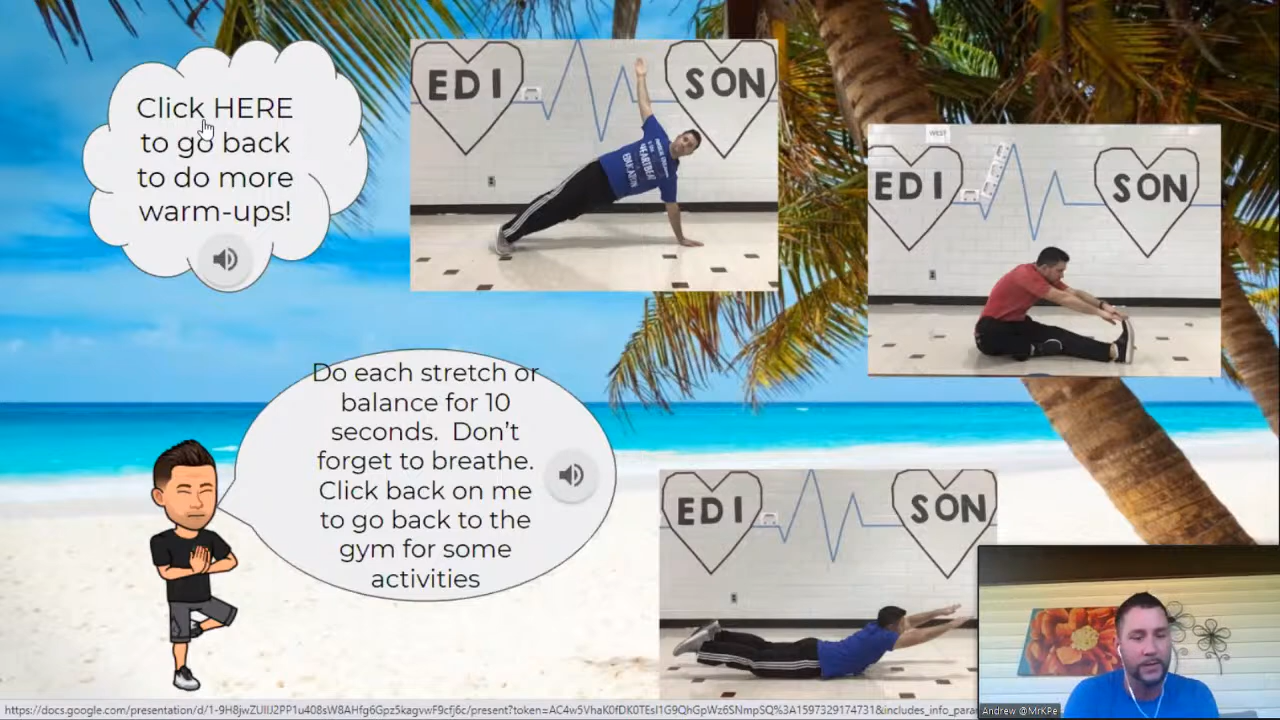 Click HERE
to go back
to do more
warm-ups!
EDI SON
WEST
EDI SON
Do each stretch or
balance for 10
seconds. Don't
forget to breathe.
Click back on me
to go back to the
gym for some
activities
EDI SON
Andrew @MrKPe